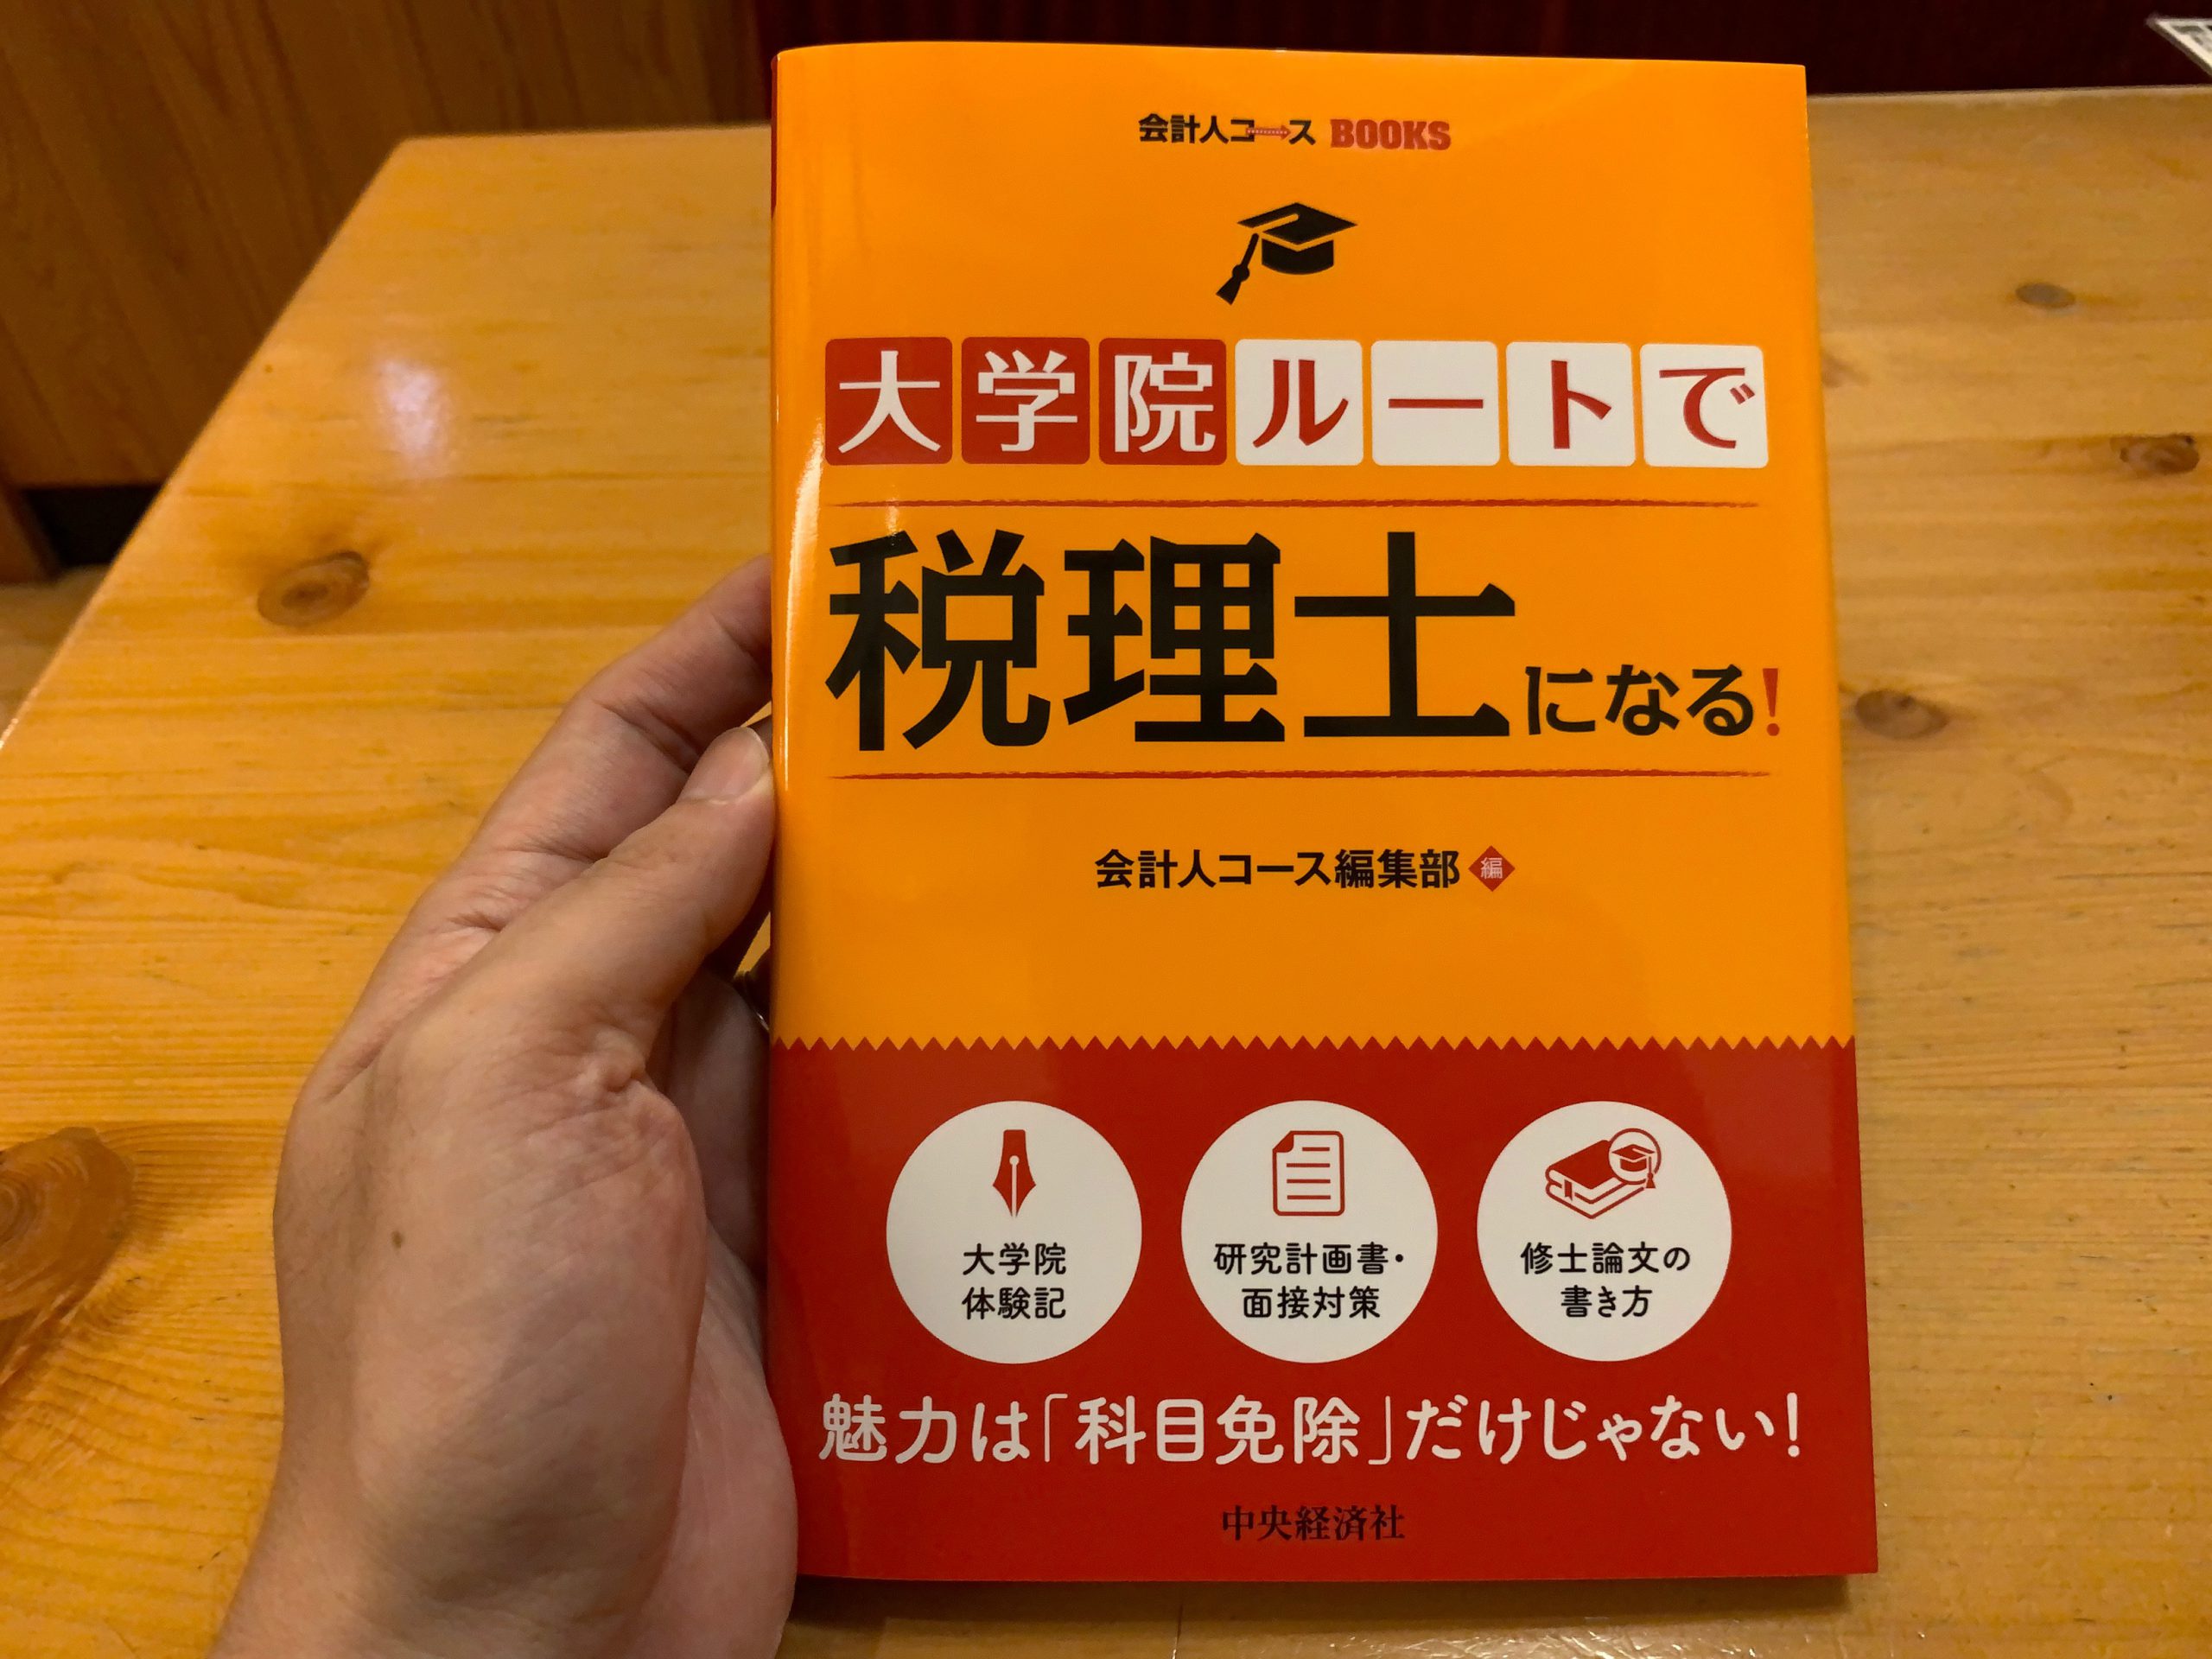 会計人コース BOOKS
大学院ルートで
税理士になる!
会計人コース編集部 編
大学院
体験記
研究計画書・
面接対策
修士論文の
書き方
魅力は「科目免除」だけじゃない!
中央経済社